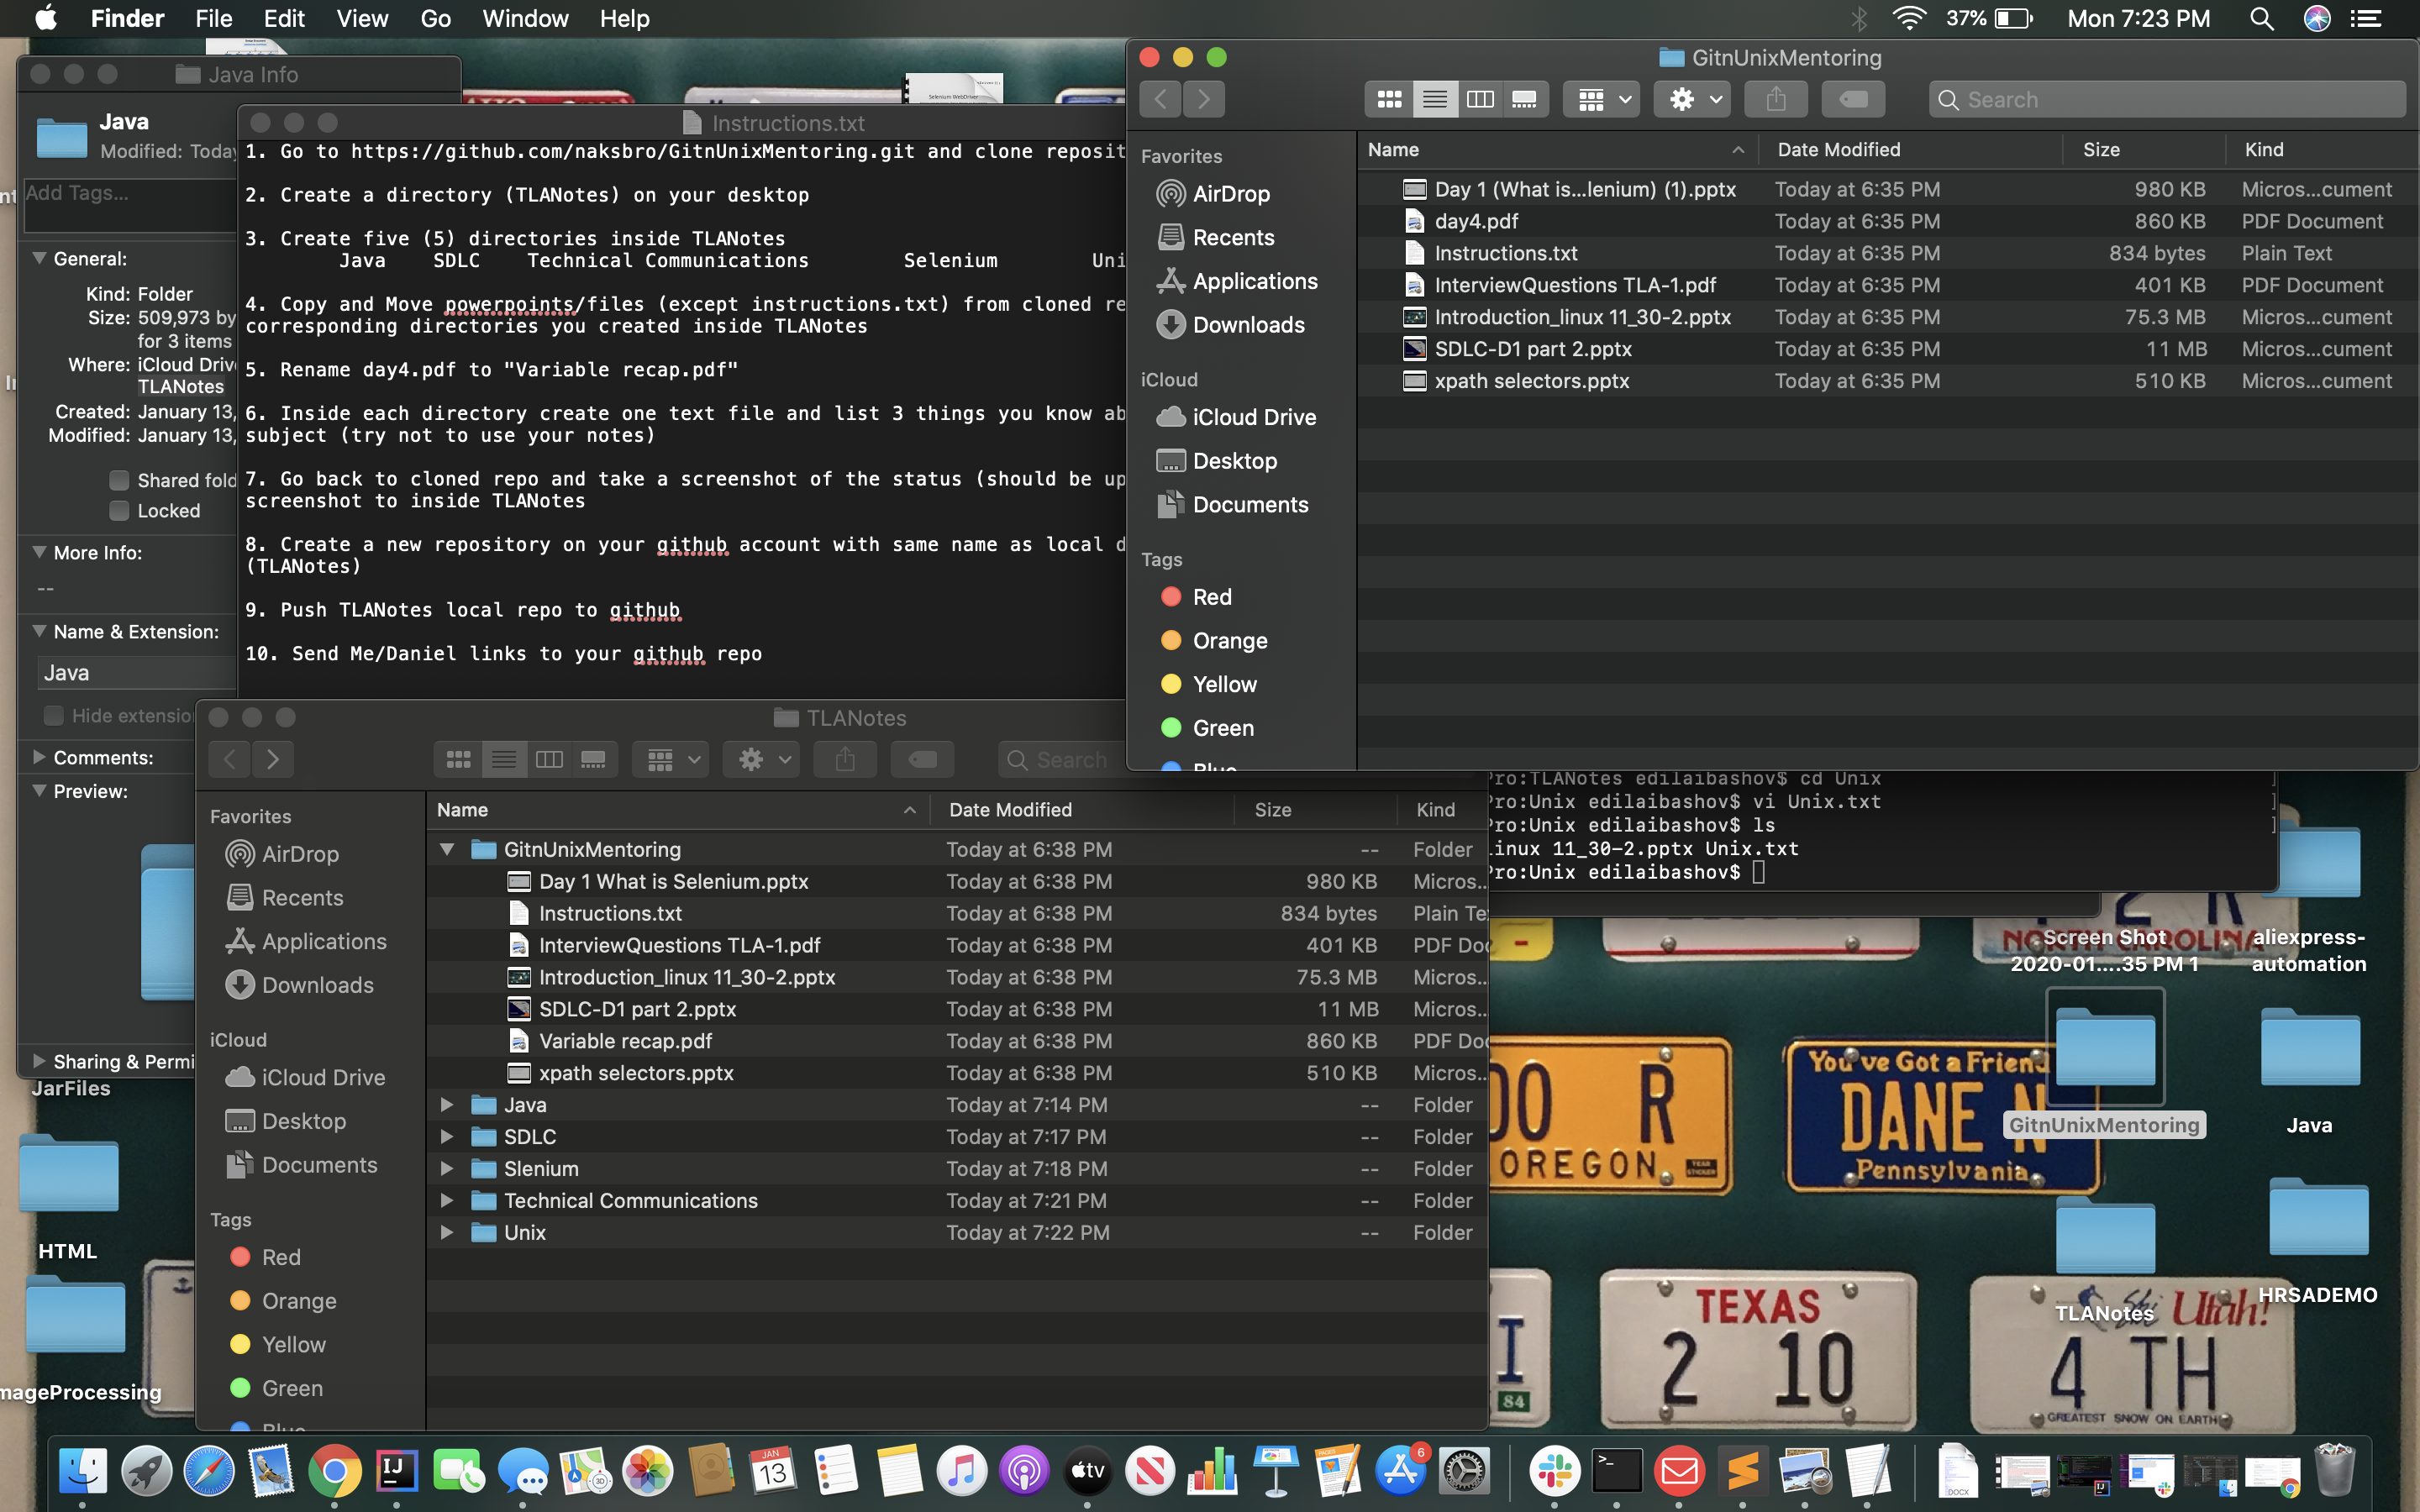 Finder File Edit View Go Window Help
37% Mon 7:23 PM
Java Info
Java
Modified: Today
Add Tags...
General:
Kind: Folder
Size: 509,973 by
for 3 items
Where: iCloud Driv
TLANotes
Created: January 13,
Modified: January 13,
Shared fold
Locked
More Info:
--
Name & Extension:
Java
Hide extensio
Comments:
Preview:
Sharing & Permi
Instructions.txt
1. Go to https://github.com/naksbro/GitnUnixMentoring.git and clone reposit
2. Create a directory (TLANotes) on your desktop
3. Create five (5) directories inside TLANotes
Java SDLC Technical Communications Selenium Uni
4. Copy and Move powerpoints/files (except instructions.txt) from cloned re
corresponding directories you created inside TLANotes
5. Rename day4.pdf to "Variable recap.pdf"
6. Inside each directory create one text file and list 3 things you know ab
subject (try not to use your notes)
7. Go back to cloned repo and take a screenshot of the status (should be up
screenshot to inside TLANotes
8. Create a new repository on your github account with same name as local d
(TLANotes)
9. Push TLANotes local repo to github
10. Send Me/Daniel links to your github repo
GitnUnixMentoring
Search
Favorites
AirDrop
Recents
Applications
Downloads
iCloud
iCloud Drive
Desktop
Documents
Tags
Red
Orange
Yellow
Green
Blue
Name Date Modified Size Kind
Day 1 (What is...lenium) (1).pptx Today at 6:35 PM 980 KB Micros...cument
day4.pdf Today at 6:35 PM 860 KB PDF Document
Instructions.txt Today at 6:35 PM 834 bytes Plain Text
InterviewQuestions TLA-1.pdf Today at 6:35 PM 401 KB PDF Document
Introduction_linux 11_30-2.pptx Today at 6:35 PM 75.3 MB Micros...cument
SDLC-D1 part 2.pptx Today at 6:35 PM 11 MB Micros...cument
xpath selectors.pptx Today at 6:35 PM 510 KB Micros...cument
TLANotes
Search
Favorites
AirDrop
Recents
Applications
Downloads
iCloud
iCloud Drive
Desktop
Documents
Tags
Red
Orange
Yellow
Green
Blue
Name Date Modified Size Kind
GitnUnixMentoring Today at 6:38 PM -- Folder
Day 1 What is Selenium.pptx Today at 6:38 PM 980 KB Micros..
Instructions.txt Today at 6:38 PM 834 bytes Plain Te
InterviewQuestions TLA-1.pdf Today at 6:38 PM 401 KB PDF Do
Introduction_linux 11_30-2.pptx Today at 6:38 PM 75.3 MB Micros..
SDLC-D1 part 2.pptx Today at 6:38 PM 11 MB Micros..
Variable recap.pdf Today at 6:38 PM 860 KB PDF Do
xpath selectors.pptx Today at 6:38 PM 510 KB Micros..
Java Today at 7:14 PM -- Folder
SDLC Today at 7:17 PM -- Folder
Slenium Today at 7:18 PM -- Folder
Technical Communications Today at 7:21 PM -- Folder
Unix Today at 7:22 PM -- Folder
Pro:TLANotes edilaibashov$ cd Unix
Pro:Unix edilaibashov$ vi Unix.txt ]
Pro:Unix edilaibashov$ ls ]
linux 11_30-2.pptx Unix.txt
Pro:Unix edilaibashov$
Selenium WebDriver
NORTH CAROLINA
Screen Shot
2020-01....35 PM 1
aliexpress-
automation
GitnUnixMentoring
Java
TLANotes
HRSADEMO
JarFiles
HTML
mageProcessing
OO R
OREGON
You've Got a Friend
DANE N
Pennsylvania
84
TEXAS
2 10
Ski Utah!
4 TH
GREATEST SNOW ON EARTH
IJ
JAN
13
3D
tv
PAGES
6
DOCX